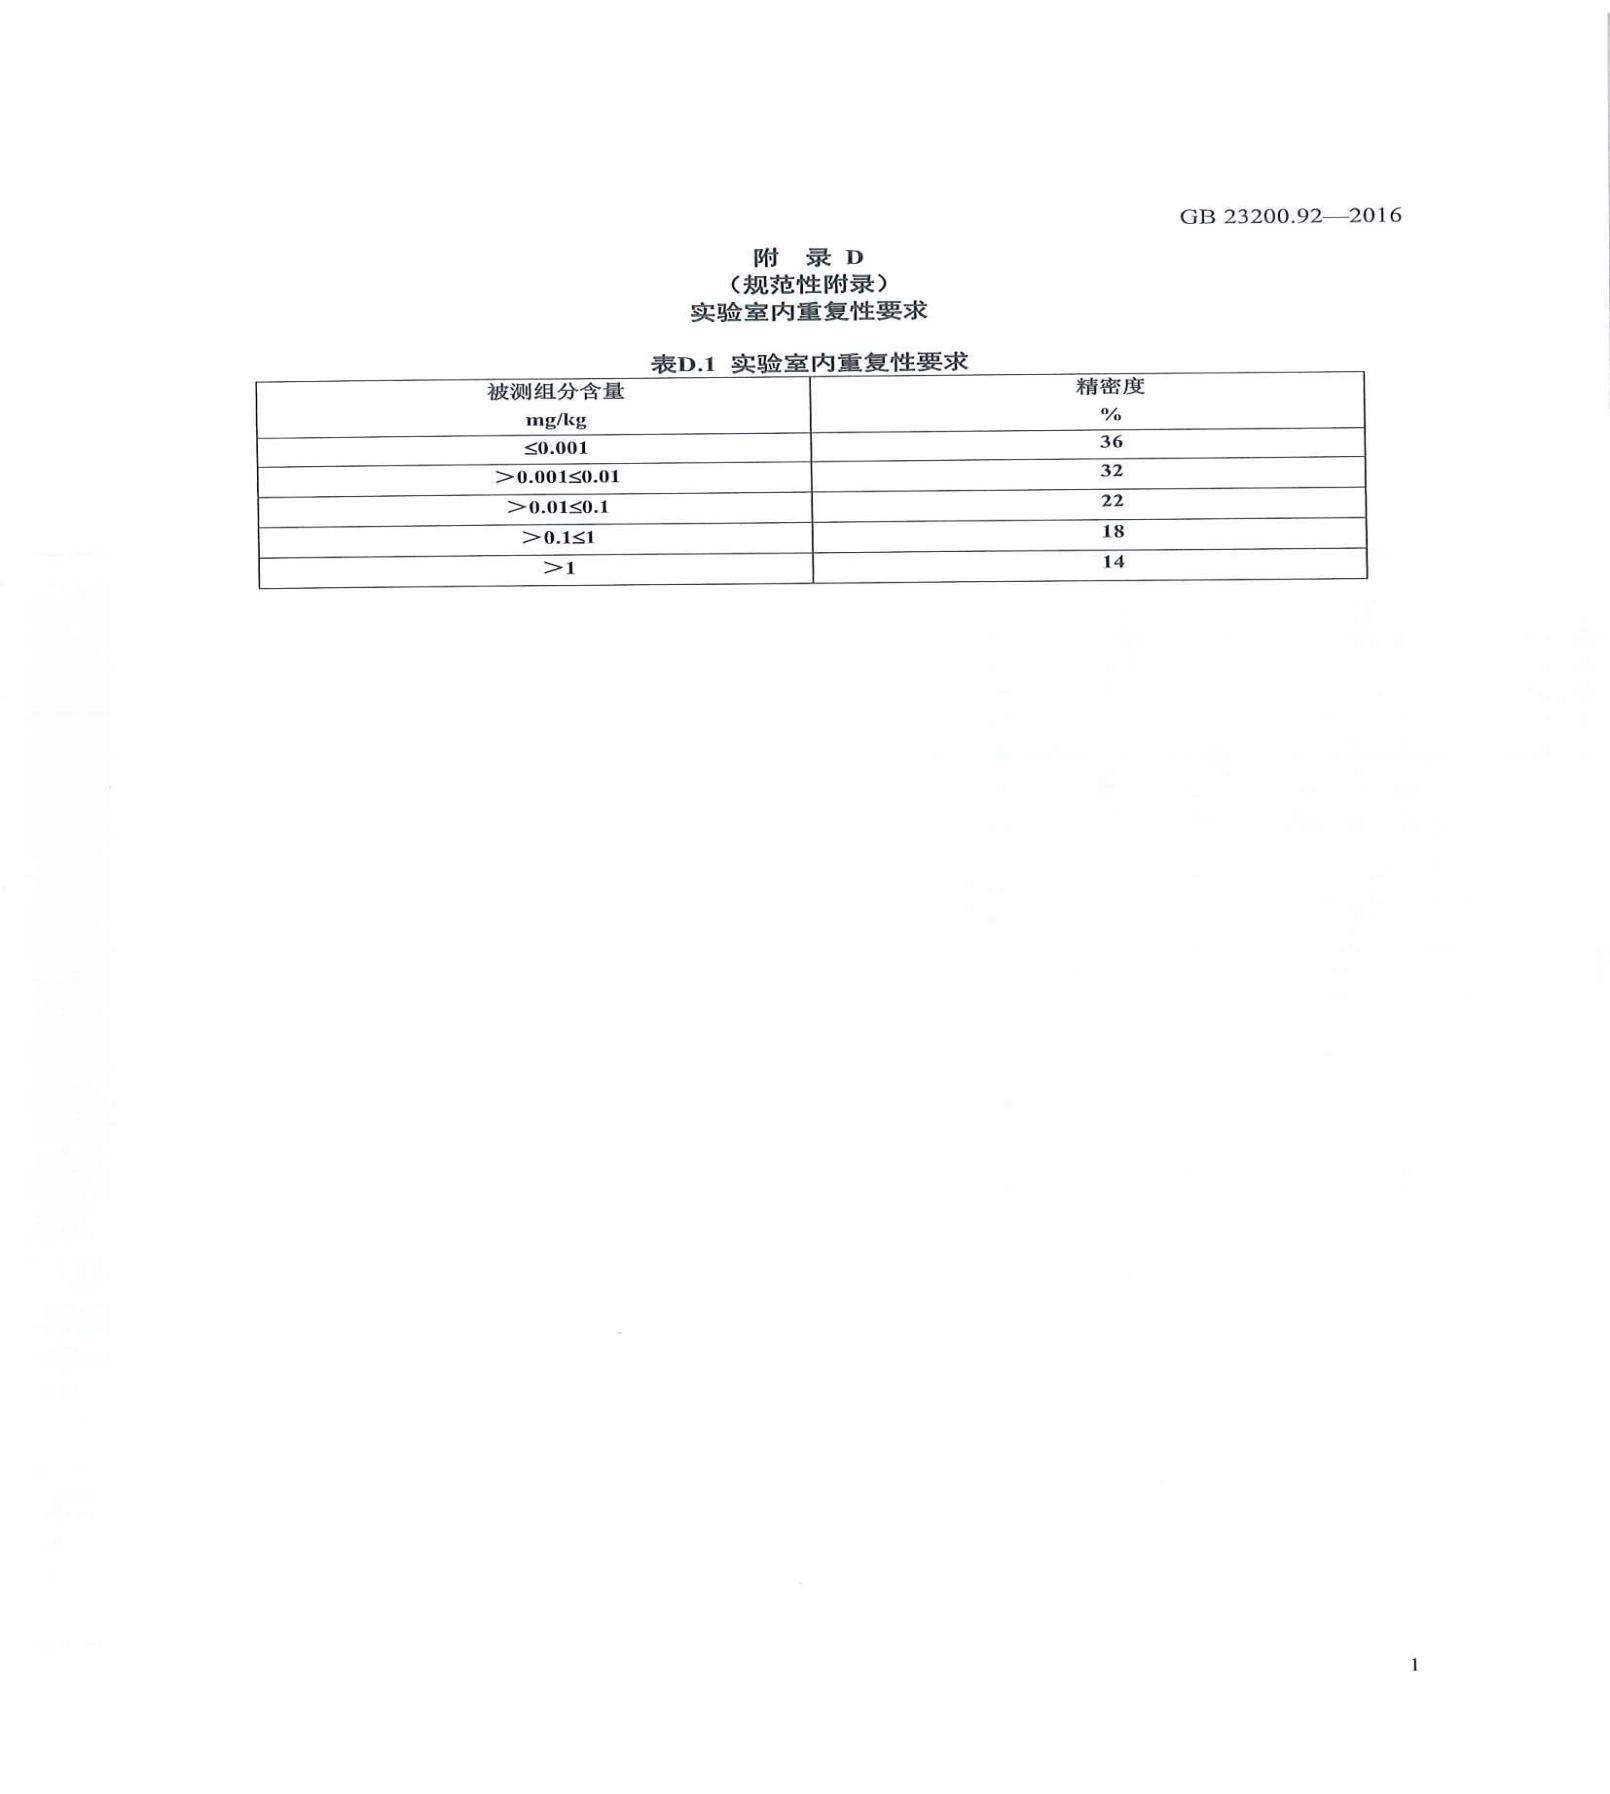 GB 23200.92—2016
附 录 D
（规范性附录）
实验室内重复性要求
表D.1 实验室内重复性要求
被测组分含量 精密度
mg/kg %
≤0.001 36
＞0.001≤0.01 32
＞0.01≤0.1 22
＞0.1≤1 18
＞1 14
1